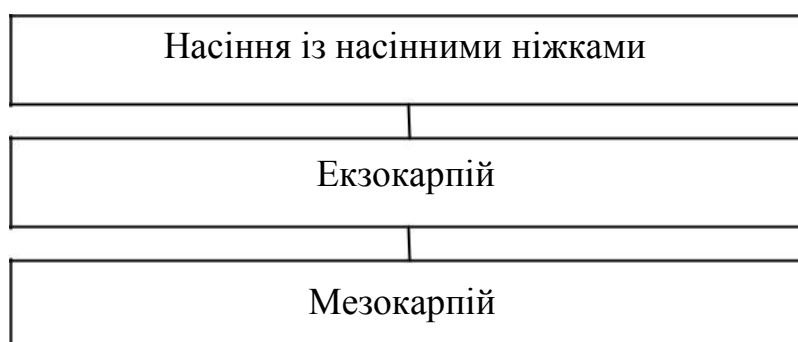 Насіння із насінними ніжками
Екзокарпій
Мезокарпій